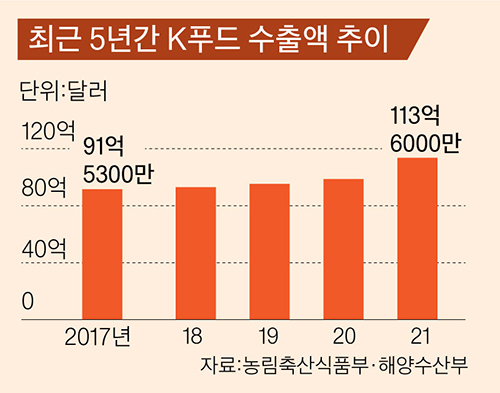 최근 5년간 K푸드 수출액 추이
단위:달러
120억
80억
40억
0
91억
5300만
113억
6000만
2017년 18 19 20 21
자료:농림축산식품부·해양수산부